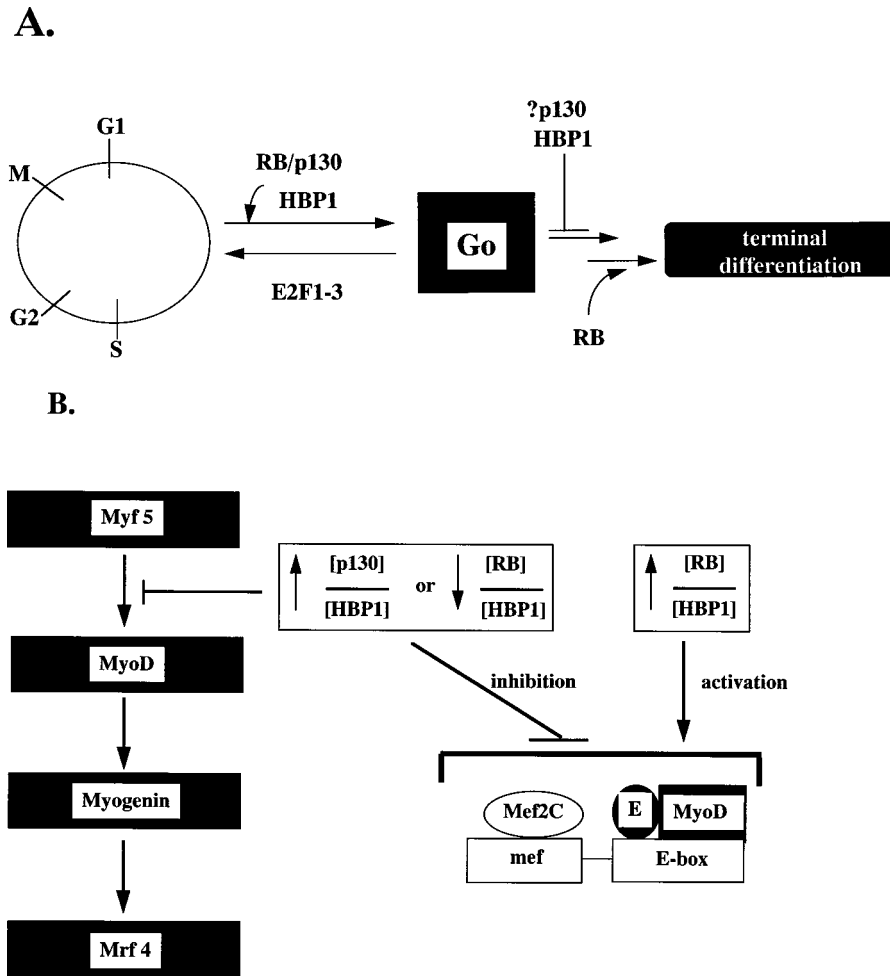 A.
G1
M
G2
S
RB/p130
HBP1
E2F1-3
Go
?p130
HBP1
RB
terminal
differentiation
B.
Myf 5
MyoD
Myogenin
Mrf 4
[p130]
[HBP1]
or
[RB]
[HBP1]
[RB]
[HBP1]
inhibition
activation
Mef2C
E
MyoD
mef
E-box